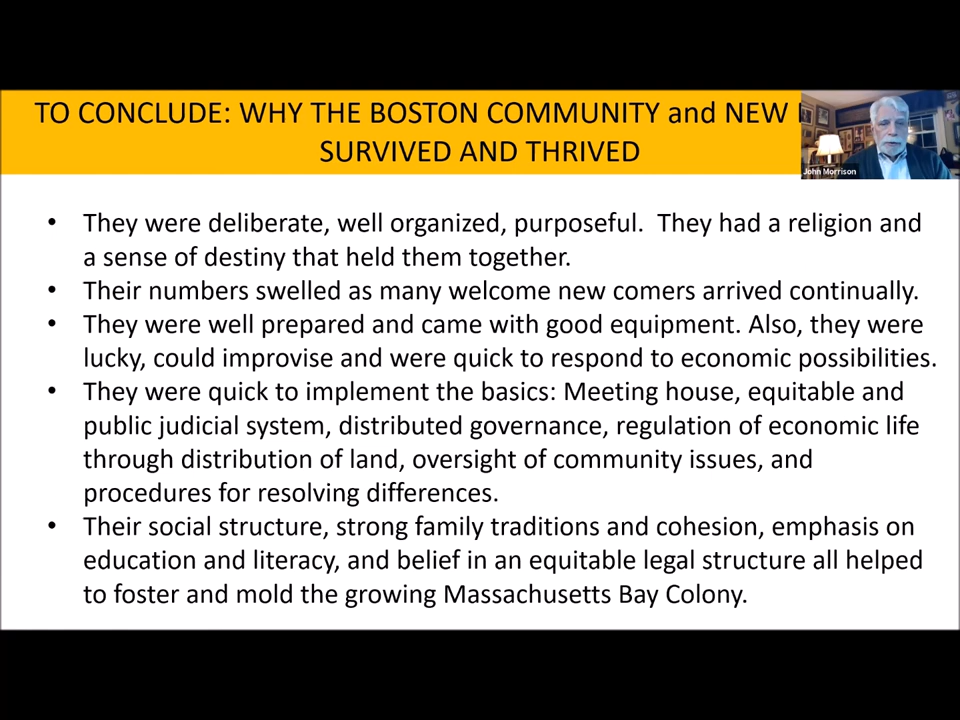 TO CONCLUDE: WHY THE BOSTON COMMUNITY and NEW
SURVIVED AND THRIVED
John Morrison
• They were deliberate, well organized, purposeful. They had a religion and
a sense of destiny that held them together.
• Their numbers swelled as many welcome new comers arrived continually.
• They were well prepared and came with good equipment. Also, they were
lucky, could improvise and were quick to respond to economic possibilities.
• They were quick to implement the basics: Meeting house, equitable and
public judicial system, distributed governance, regulation of economic life
through distribution of land, oversight of community issues, and
procedures for resolving differences.
• Their social structure, strong family traditions and cohesion, emphasis on
education and literacy, and belief in an equitable legal structure all helped
to foster and mold the growing Massachusetts Bay Colony.